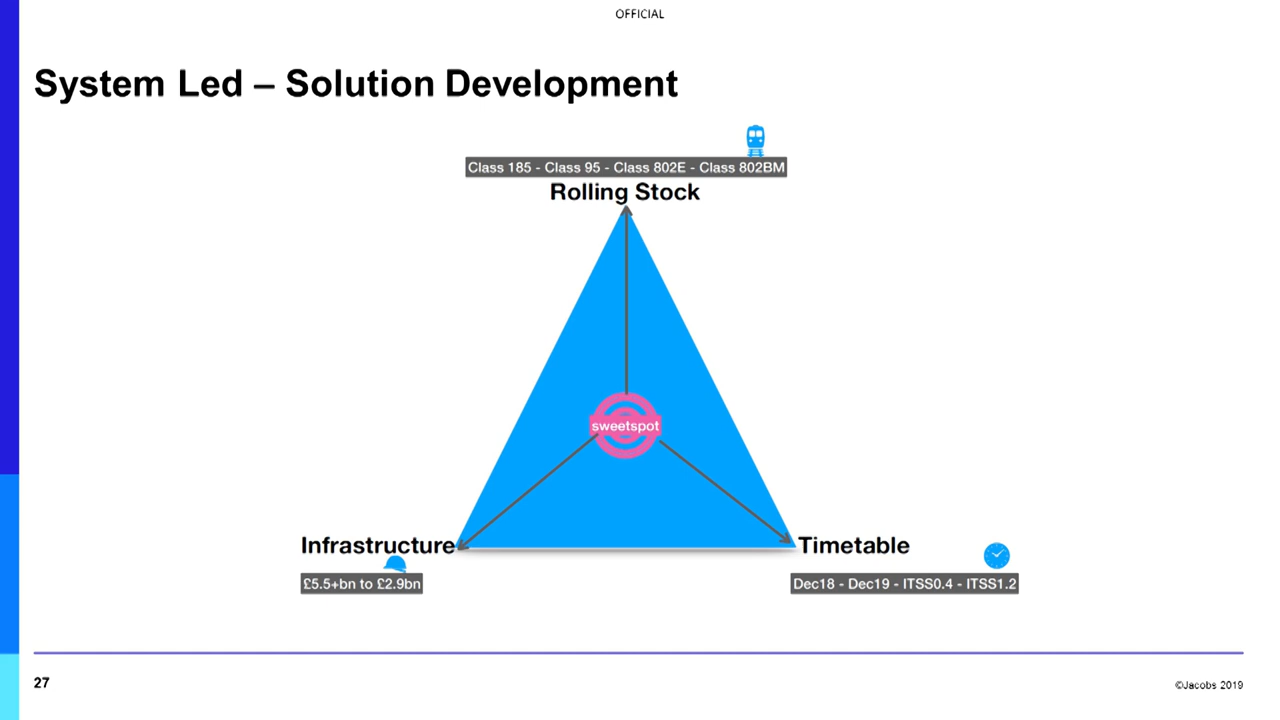 OFFICIAL
System Led – Solution Development
Class 185 - Class 95 - Class 802E - Class 802BM
Rolling Stock
sweetspot
Infrastructure
Timetable
£5.5+bn to £2.9bn
Dec18 - Dec19 - ITSS0.4 - ITSS1.2
27
©Jacobs 2019